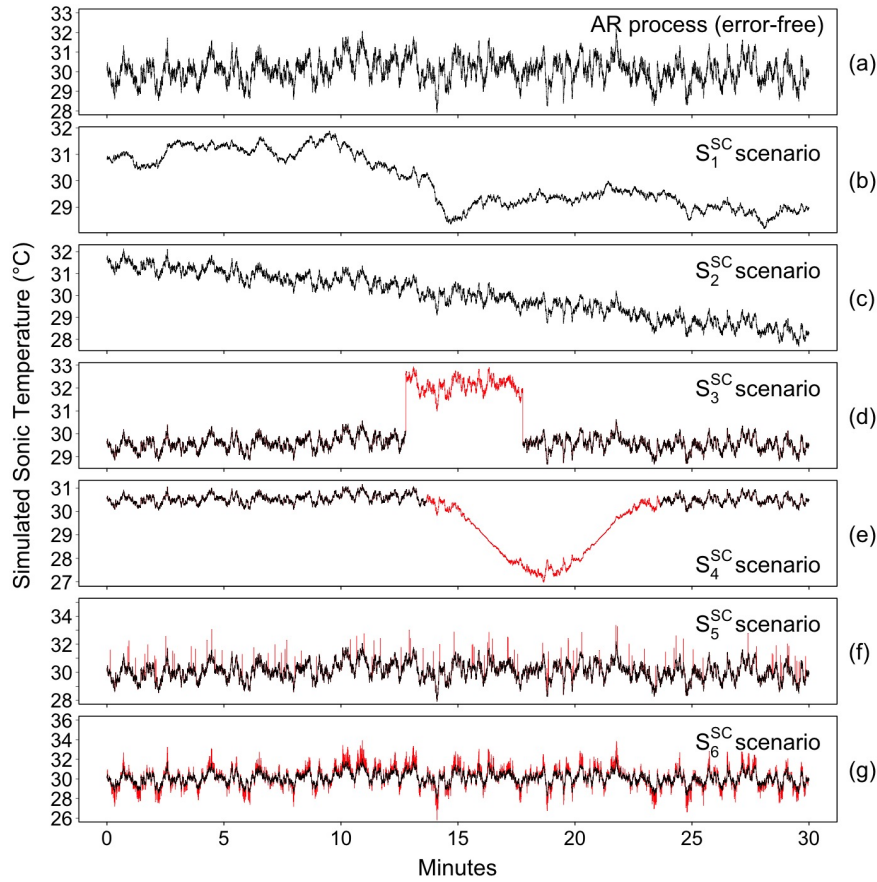 Simulated Sonic Temperature (°C)
33
32
31
30
29
28
AR process (error-free)
(a)
32
31
30
29
S₁ˢᶜ scenario
(b)
32
31
30
29
28
S₂ˢᶜ scenario
(c)
33
32
31
30
29
S₃ˢᶜ scenario
(d)
31
30
29
28
27
S₄ˢᶜ scenario
(e)
34
32
30
28
S₅ˢᶜ scenario
(f)
36
34
32
30
28
26
S₆ˢᶜ scenario
(g)
0 5 10 15 20 25 30
Minutes